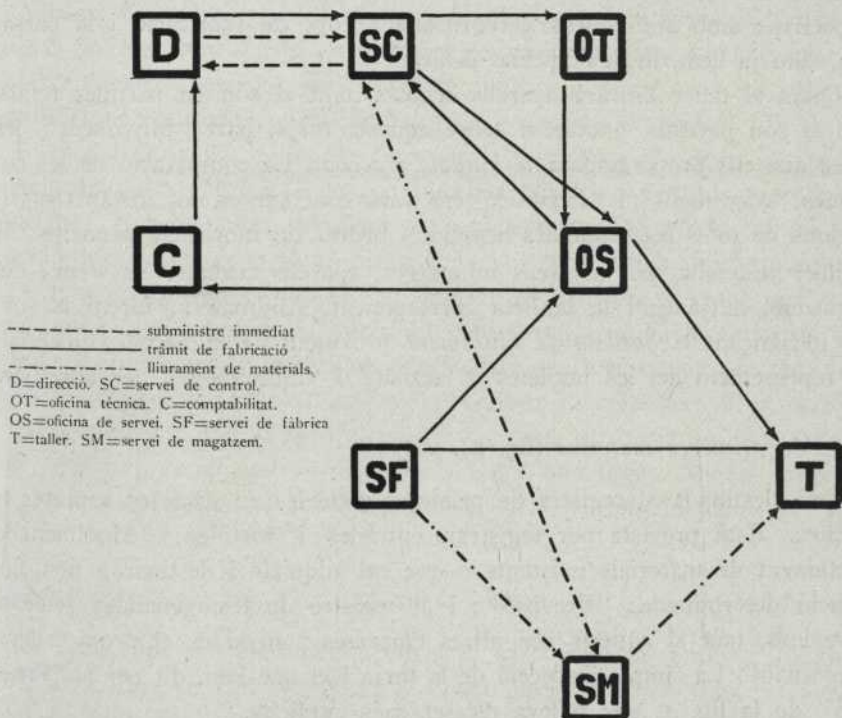 D SC OT
C OS
subministre immediat
tràmit de fabricació
lliurament de materials.
D=direcció. SC=servei de control.
OT=oficina tècnica. C=comptabilitat.
OS=oficina de servei. SF=servei de fàbrica
T=taller. SM=servei de magatzem.
SF T
SM